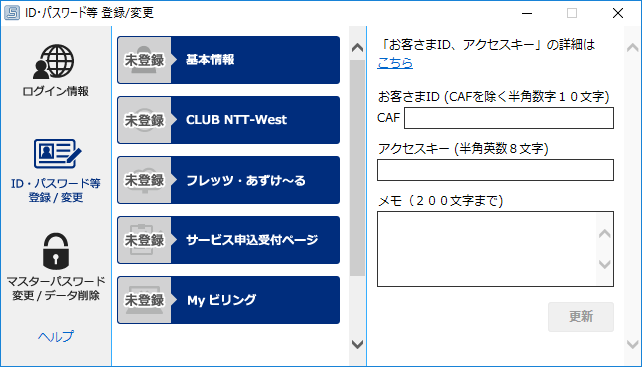 ID・パスワード等 登録/変更
ログイン情報
ID・パスワード等
登録 / 変更
マスターパスワード
変更 / データ削除
ヘルプ
未登録 基本情報
未登録 CLUB NTT-West
未登録 フレッツ・あずけ～る
未登録 サービス申込受付ページ
未登録 My ビリング
「お客さまID、アクセスキー」の詳細は
こちら
お客さまID (CAFを除く半角数字１０文字)
CAF
アクセスキー (半角英数８文字)
メモ（２００文字まで)
更新